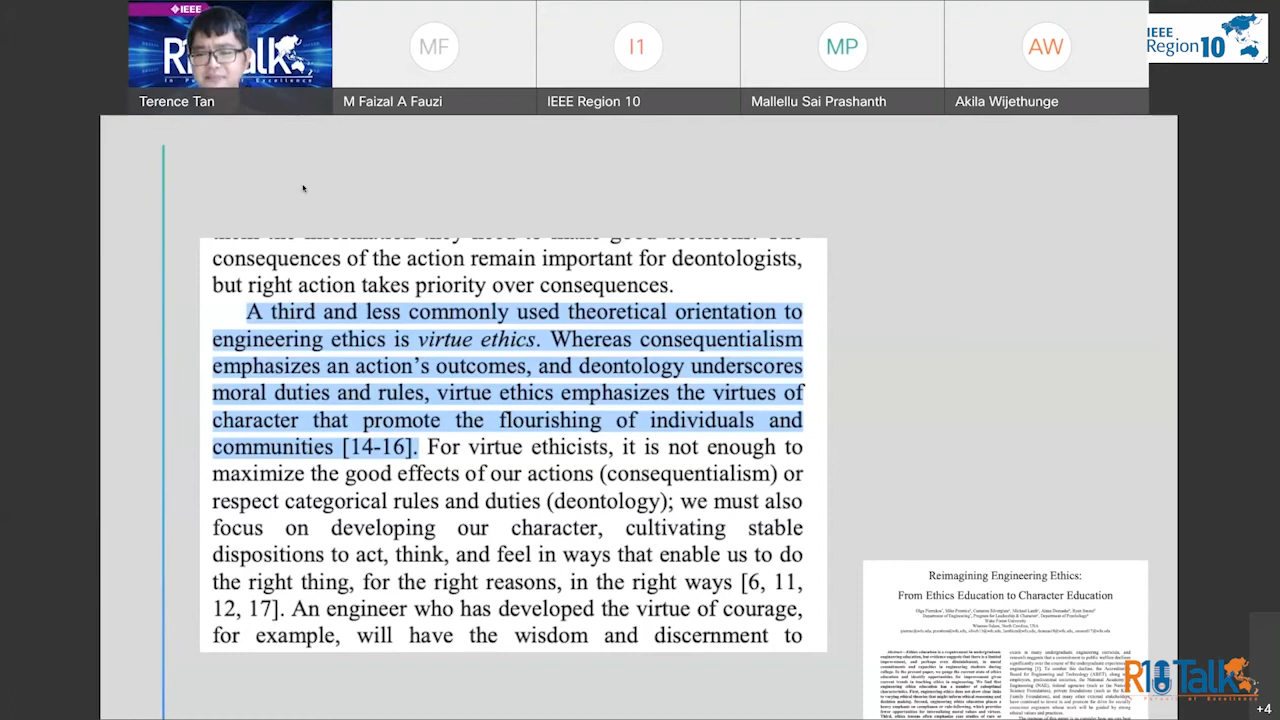 IEEE
R10Talk
In Pursuit of Excellence
MF
I1
MP
AW
IEEE
Region 10
Terence Tan
M Faizal A Fauzi
IEEE Region 10
Mallellu Sai Prashanth
Akila Wijethunge
consequences of the action remain important for deontologists,
but right action takes priority over consequences.
A third and less commonly used theoretical orientation to
engineering ethics is virtue ethics. Whereas consequentialism
emphasizes an action's outcomes, and deontology underscores
moral duties and rules, virtue ethics emphasizes the virtues of
character that promote the flourishing of individuals and
communities [14-16]. For virtue ethicists, it is not enough to
maximize the good effects of our actions (consequentialism) or
respect categorical rules and duties (deontology); we must also
focus on developing our character, cultivating stable
dispositions to act, think, and feel in ways that enable us to do
the right thing, for the right reasons, in the right ways [6, 11,
12, 17]. An engineer who has developed the virtue of courage,
for example, will have the wisdom and discernment to
Reimagining Engineering Ethics:
From Ethics Education to Character Education
R10Talk
+4